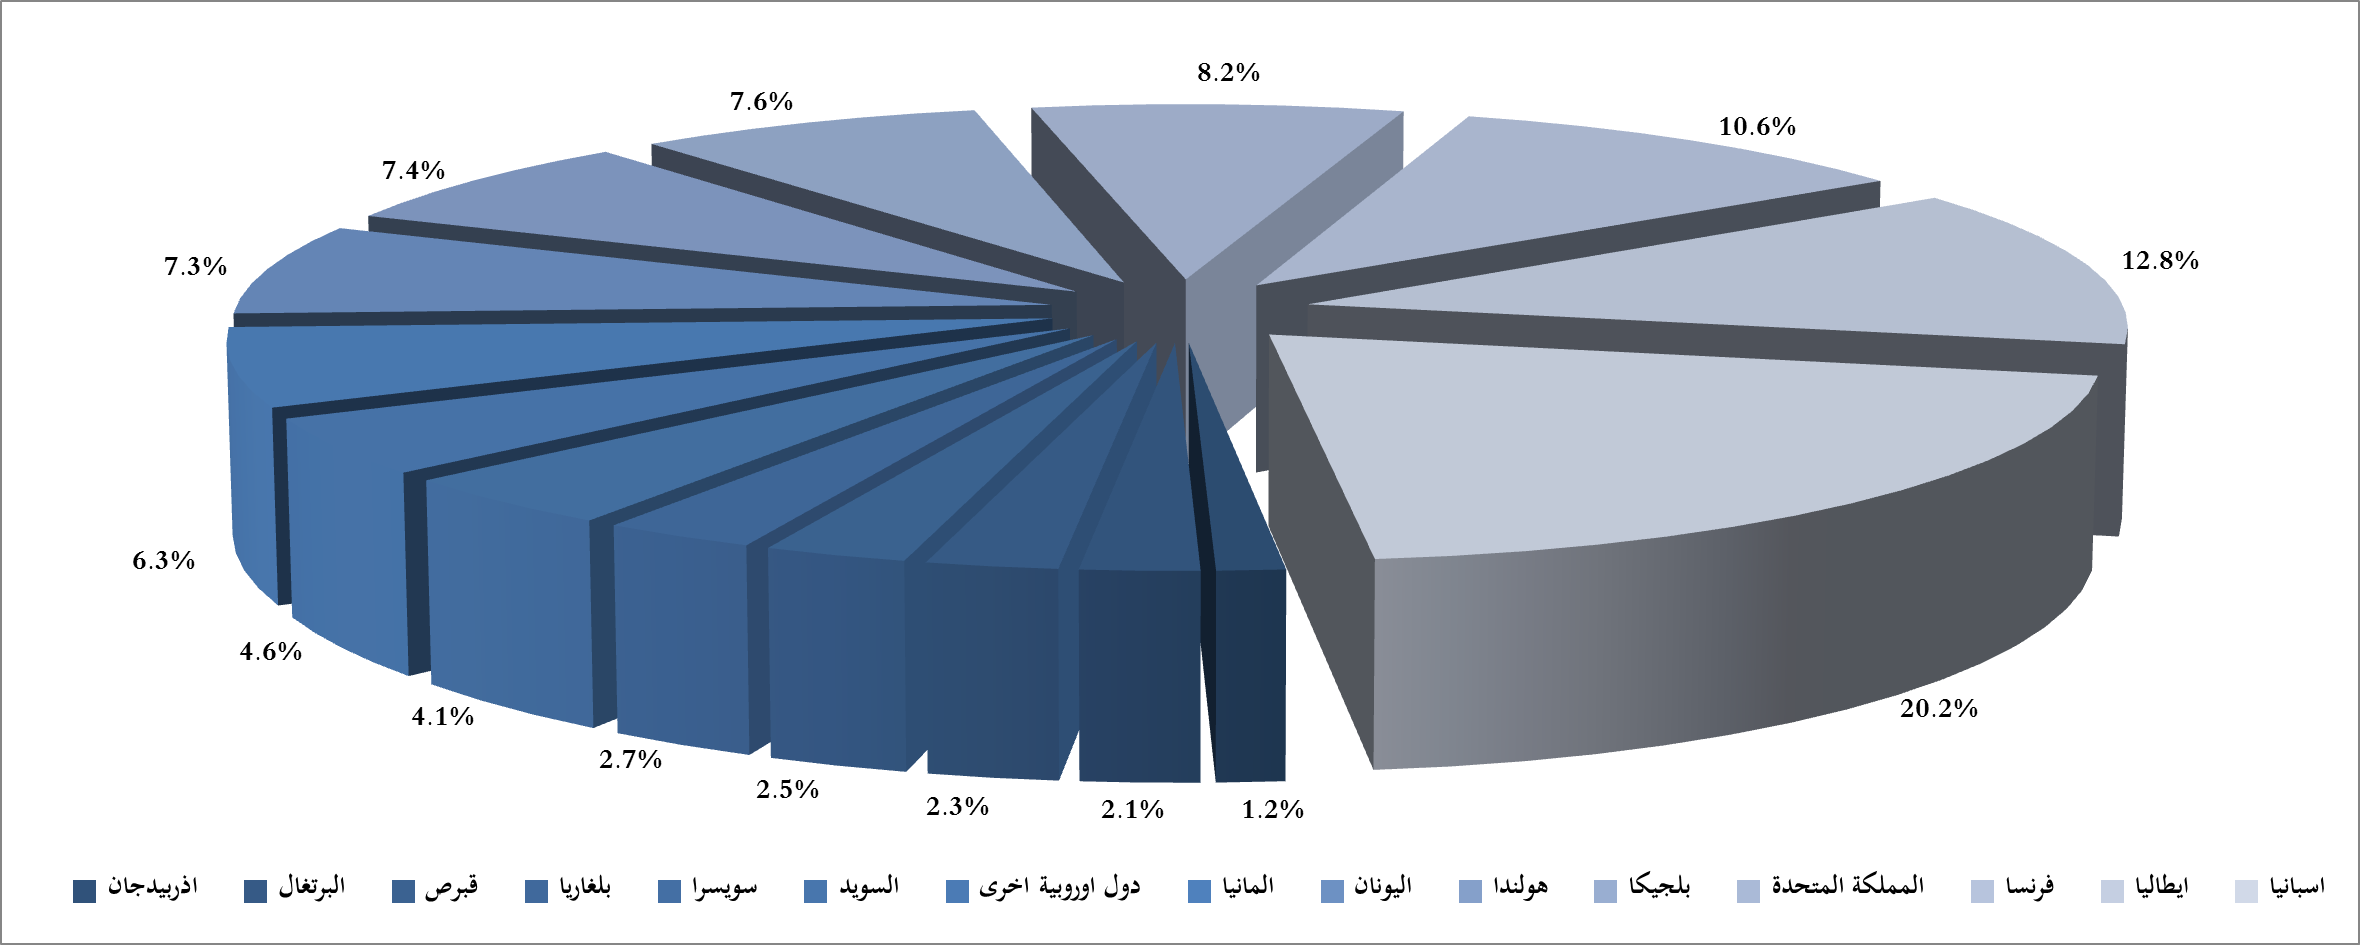 8.2%
7.6%
10.6%
7.4%
12.8%
7.3%
6.3%
4.6%
20.2%
4.1%
2.7%
2.5%
2.3%
2.1%
1.2%
اسبانيا
ايطاليا
فرنسا
المملكة المتحدة
بلجيكا
هولندا
اليونان
المانيا
دول اوروبية اخرى
السويد
سويسرا
بلغاريا
قبرص
البرتغال
اذربيدجان